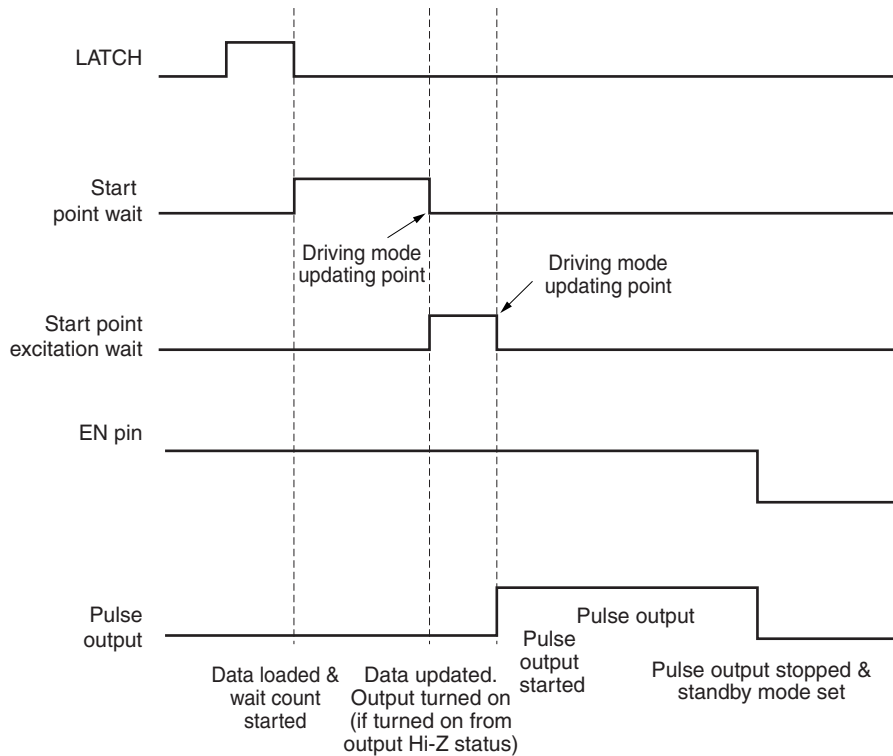 LATCH
Start
point wait
Driving mode
updating point
Driving mode
updating point
Start point
excitation wait
EN pin
Pulse
output
Pulse output
Pulse
output
started
Data loaded &
wait count
started
Data updated.
Output turned on
(if turned on from
output Hi-Z status)
Pulse output stopped &
standby mode set